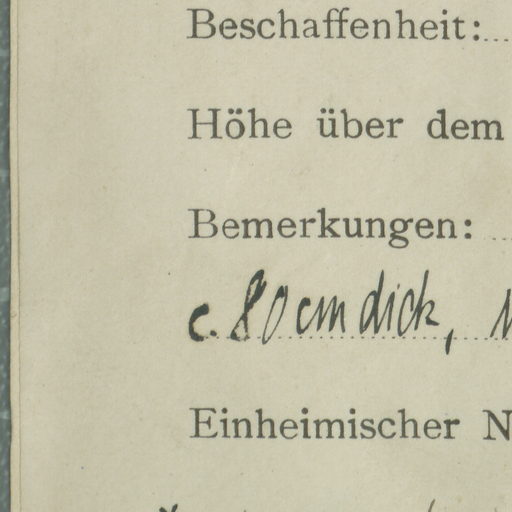 Beschaffenheit:
Höhe über dem
Bemerkungen:
c. 80 cm dick,
Einheimischer N